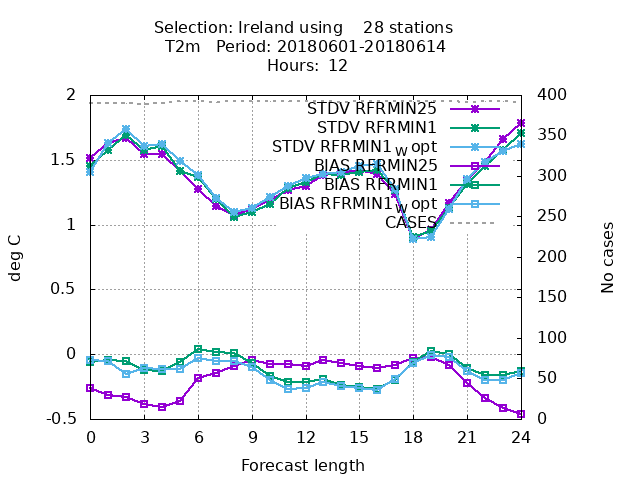 Selection: Ireland using    28 stations
T2m   Period: 20180601-20180614
Hours:  12
2
1.5
1
0.5
0
-0.5
400
350
300
250
200
150
100
50
0
deg C
No cases
STDV RFRMIN25
STDV RFRMIN1
STDV RFRMIN1_w opt
BIAS RFRMIN25
BIAS RFRMIN1
BIAS RFRMIN1_w opt
CASES
0 3 6 9 12 15 18 21 24
Forecast length